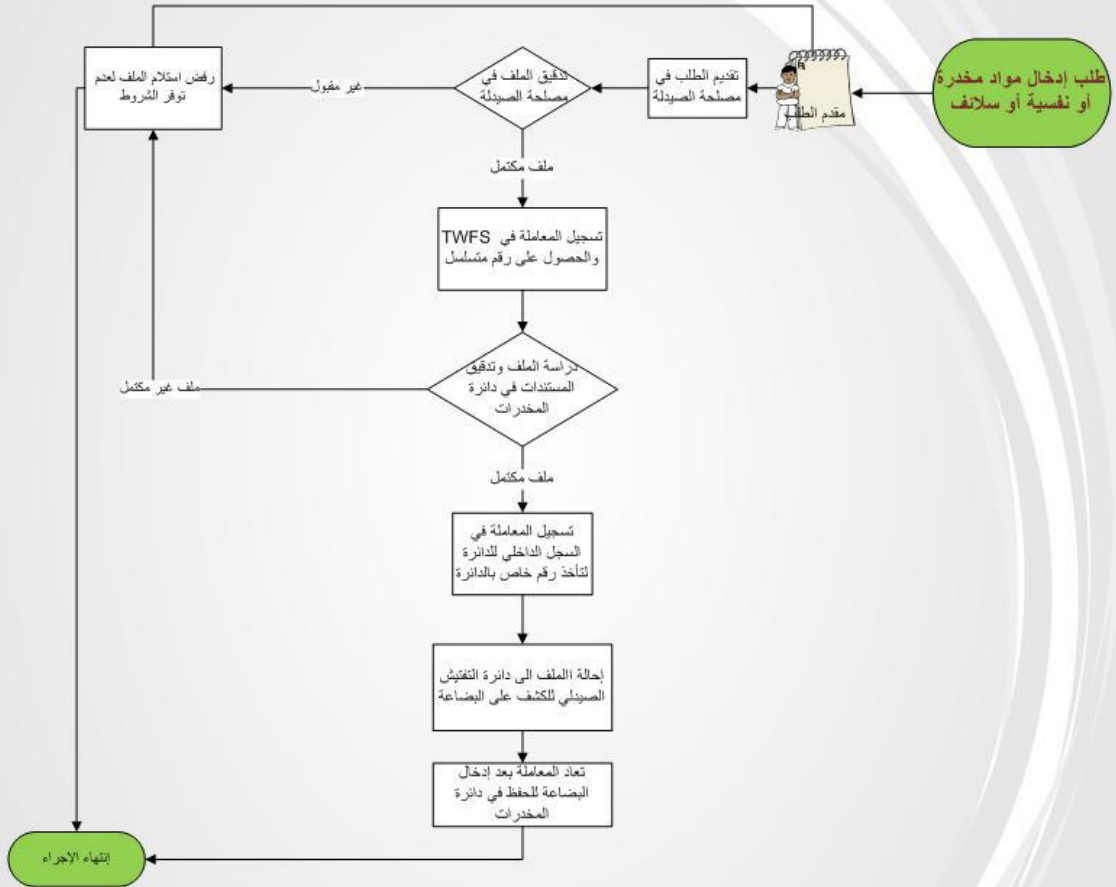 طلب إدخال مواد مخدرة
أو نفسية أو سلائف
مقدم الطلب
تقديم الطلب في
مصلحة الصيدلة
تدقيق الملف في
مصلحة الصيدلة
غير مقبول
رفض استلام الملف لعدم
توفر الشروط
ملف مكتمل
تسجيل المعاملة في TWFS
والحصول على رقم متسلسل
دراسة الملف وتدقيق
المستندات في دائرة
المخدرات
ملف غير مكتمل
ملف مكتمل
تسجيل المعاملة في
السجل الداخلي للدائرة
لتأخذ رقم خاص بالدائرة
إحالة االملف الى دائرة التفتيش
الصيدلي للكشف على البضاعة
تعاد المعاملة بعد إدخال
البضاعة للحفظ في دائرة
المخدرات
إنتهاء الإجراء